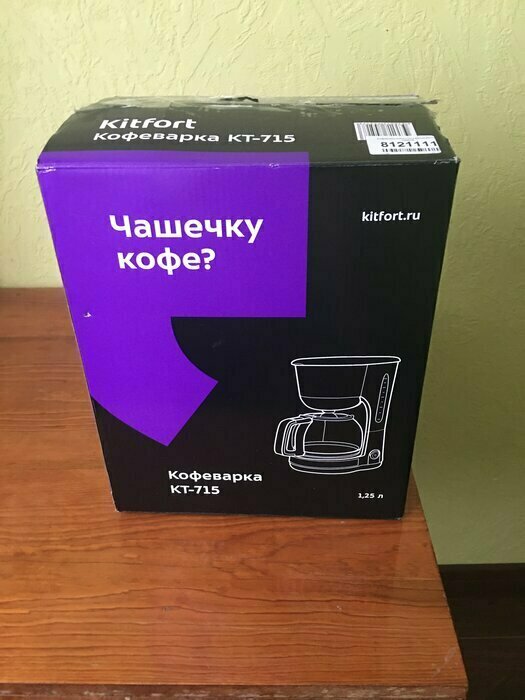 Kitfort
Кофеварка КТ-715
8121111
Чашечку
кофе?
kitfort.ru
Кофеварка
КТ-715
1,25 л